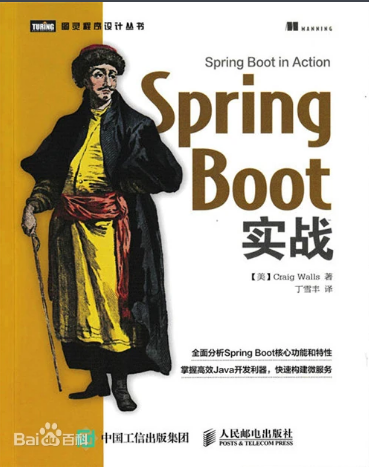 TURING 图灵程序设计丛书
MANNING
Spring Boot in Action
Spring
Boot
实战
【美】Craig Walls 著
丁雪丰 译
全面分析Spring Boot核心功能和特性
掌握高效Java开发利器,快速构建微服务
Bai百科
中国工信出版集团
人民邮电出版社
POSTS & TELECOM PRESS